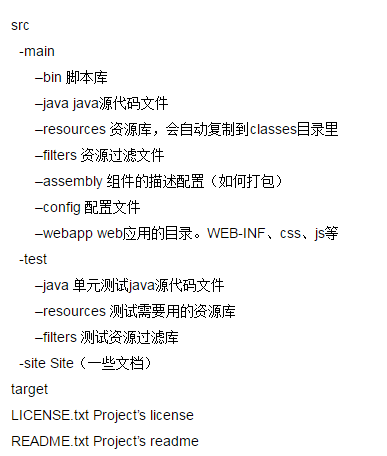 src
-main
–bin 脚本库
–java java源代码文件
–resources 资源库，会自动复制到classes目录里
–filters 资源过滤文件
–assembly 组件的描述配置（如何打包）
–config 配置文件
–webapp web应用的目录。WEB-INF、css、js等
-test
–java 单元测试java源代码文件
–resources 测试需要用的资源库
–filters 测试资源过滤库
-site Site（一些文档）
target
LICENSE.txt Project’s license
README.txt Project’s readme